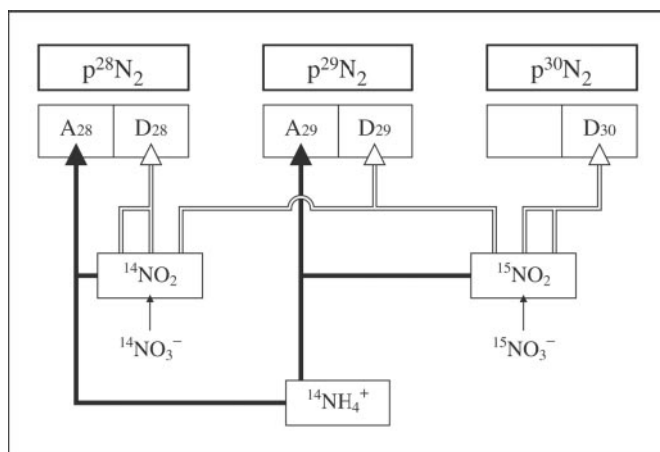 p²⁸N₂ p²⁹N₂ p³⁰N₂
A₂₈ D₂₈ A₂₉ D₂₉ D₃₀
¹⁴NO₂ ¹⁵NO₂
¹⁴NO₃⁻ ¹⁵NO₃⁻
¹⁴NH₄⁺